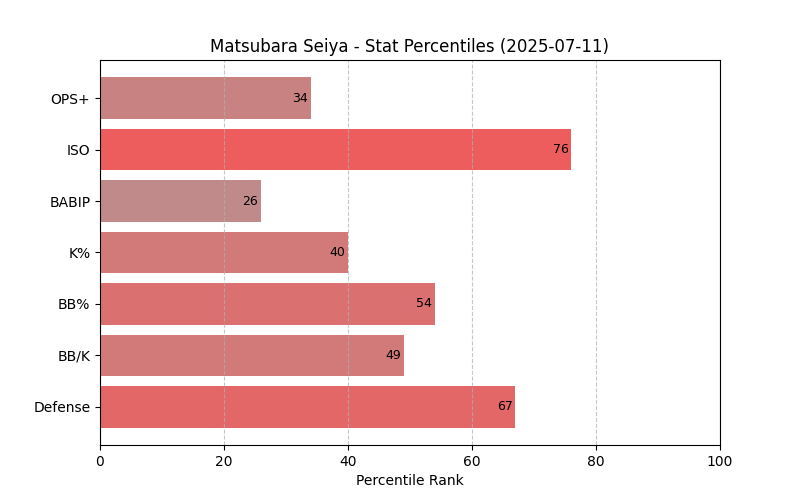 Matsubara Seiya - Stat Percentiles (2025-07-11)
OPS+ 34
ISO 76
BABIP 26
K% 40
BB% 54
BB/K 49
Defense 67
0 20 40 60 80 100
Percentile Rank